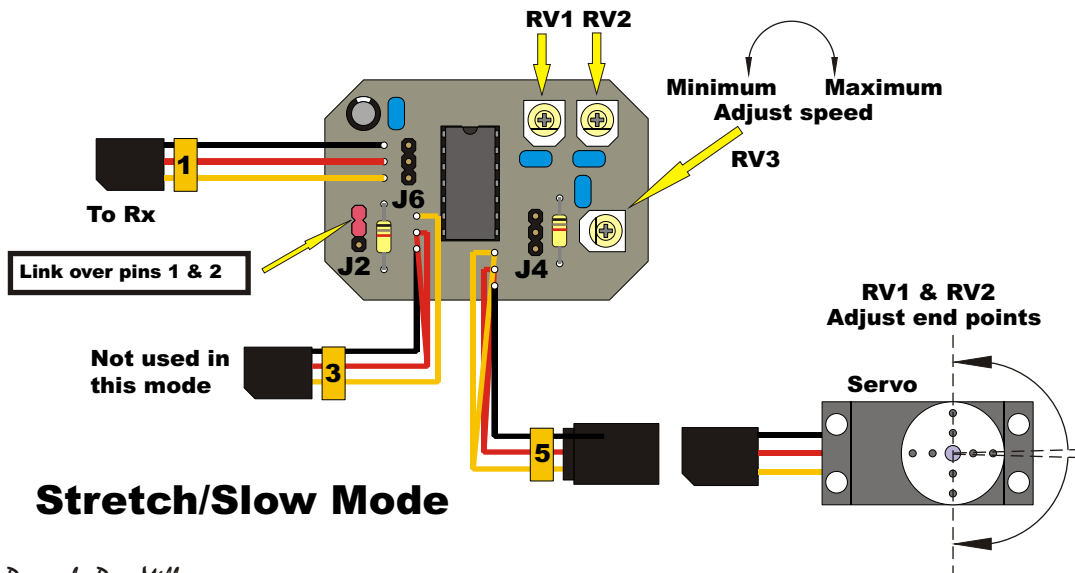 RV1 RV2
Minimum Maximum
Adjust speed
RV3
1
To Rx
J6
Link over pins 1 & 2
J2
J4
RV1 & RV2
Adjust end points
Not used in
this mode
3
Servo
5
Stretch/Slow Mode